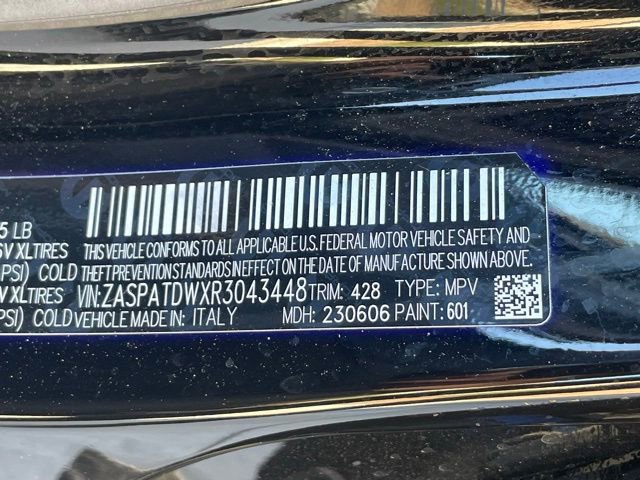 5 LB
SV XLTIRES THIS VEHICLE CONFORMS TO ALL APPLICABLE U.S. FEDERAL MOTOR VEHICLE SAFETY AND
PSI) COLD THEFT PREVENTION STANDARDS IN EFFECT ON THE DATE OF MANUFACTURE SHOWN ABOVE.
V XLTIRES VIN: ZASPATDWXR3043448 TRIM: 428 TYPE: MPV
PSI) COLD VEHICLE MADE IN: ITALY MDH: 230606 PAINT: 601